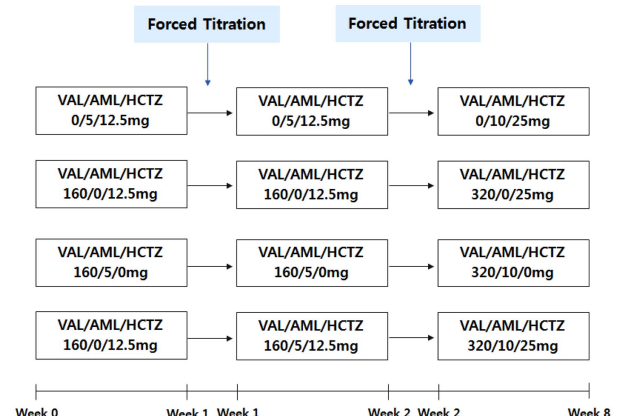 Forced Titration
Forced Titration
VAL/AML/HCTZ
0/5/12.5mg
VAL/AML/HCTZ
0/5/12.5mg
VAL/AML/HCTZ
0/10/25mg
VAL/AML/HCTZ
160/0/12.5mg
VAL/AML/HCTZ
160/0/12.5mg
VAL/AML/HCTZ
320/0/25mg
VAL/AML/HCTZ
160/5/0mg
VAL/AML/HCTZ
160/5/0mg
VAL/AML/HCTZ
320/10/0mg
VAL/AML/HCTZ
160/0/12.5mg
VAL/AML/HCTZ
160/5/12.5mg
VAL/AML/HCTZ
320/10/25mg
Week 0
Week 1
Week 1
Week 2
Week 2
Week 8